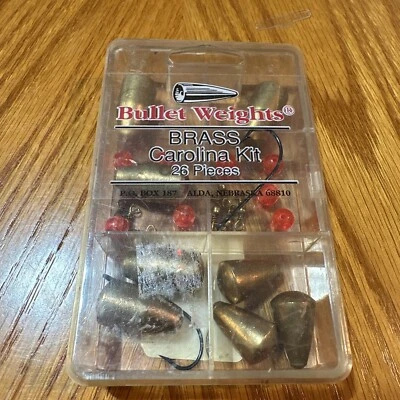 Bullet Weights®
BRASS
Carolina Kit
26 Pieces
P.O. BOX 187 ALDA, NEBRASKA 68810